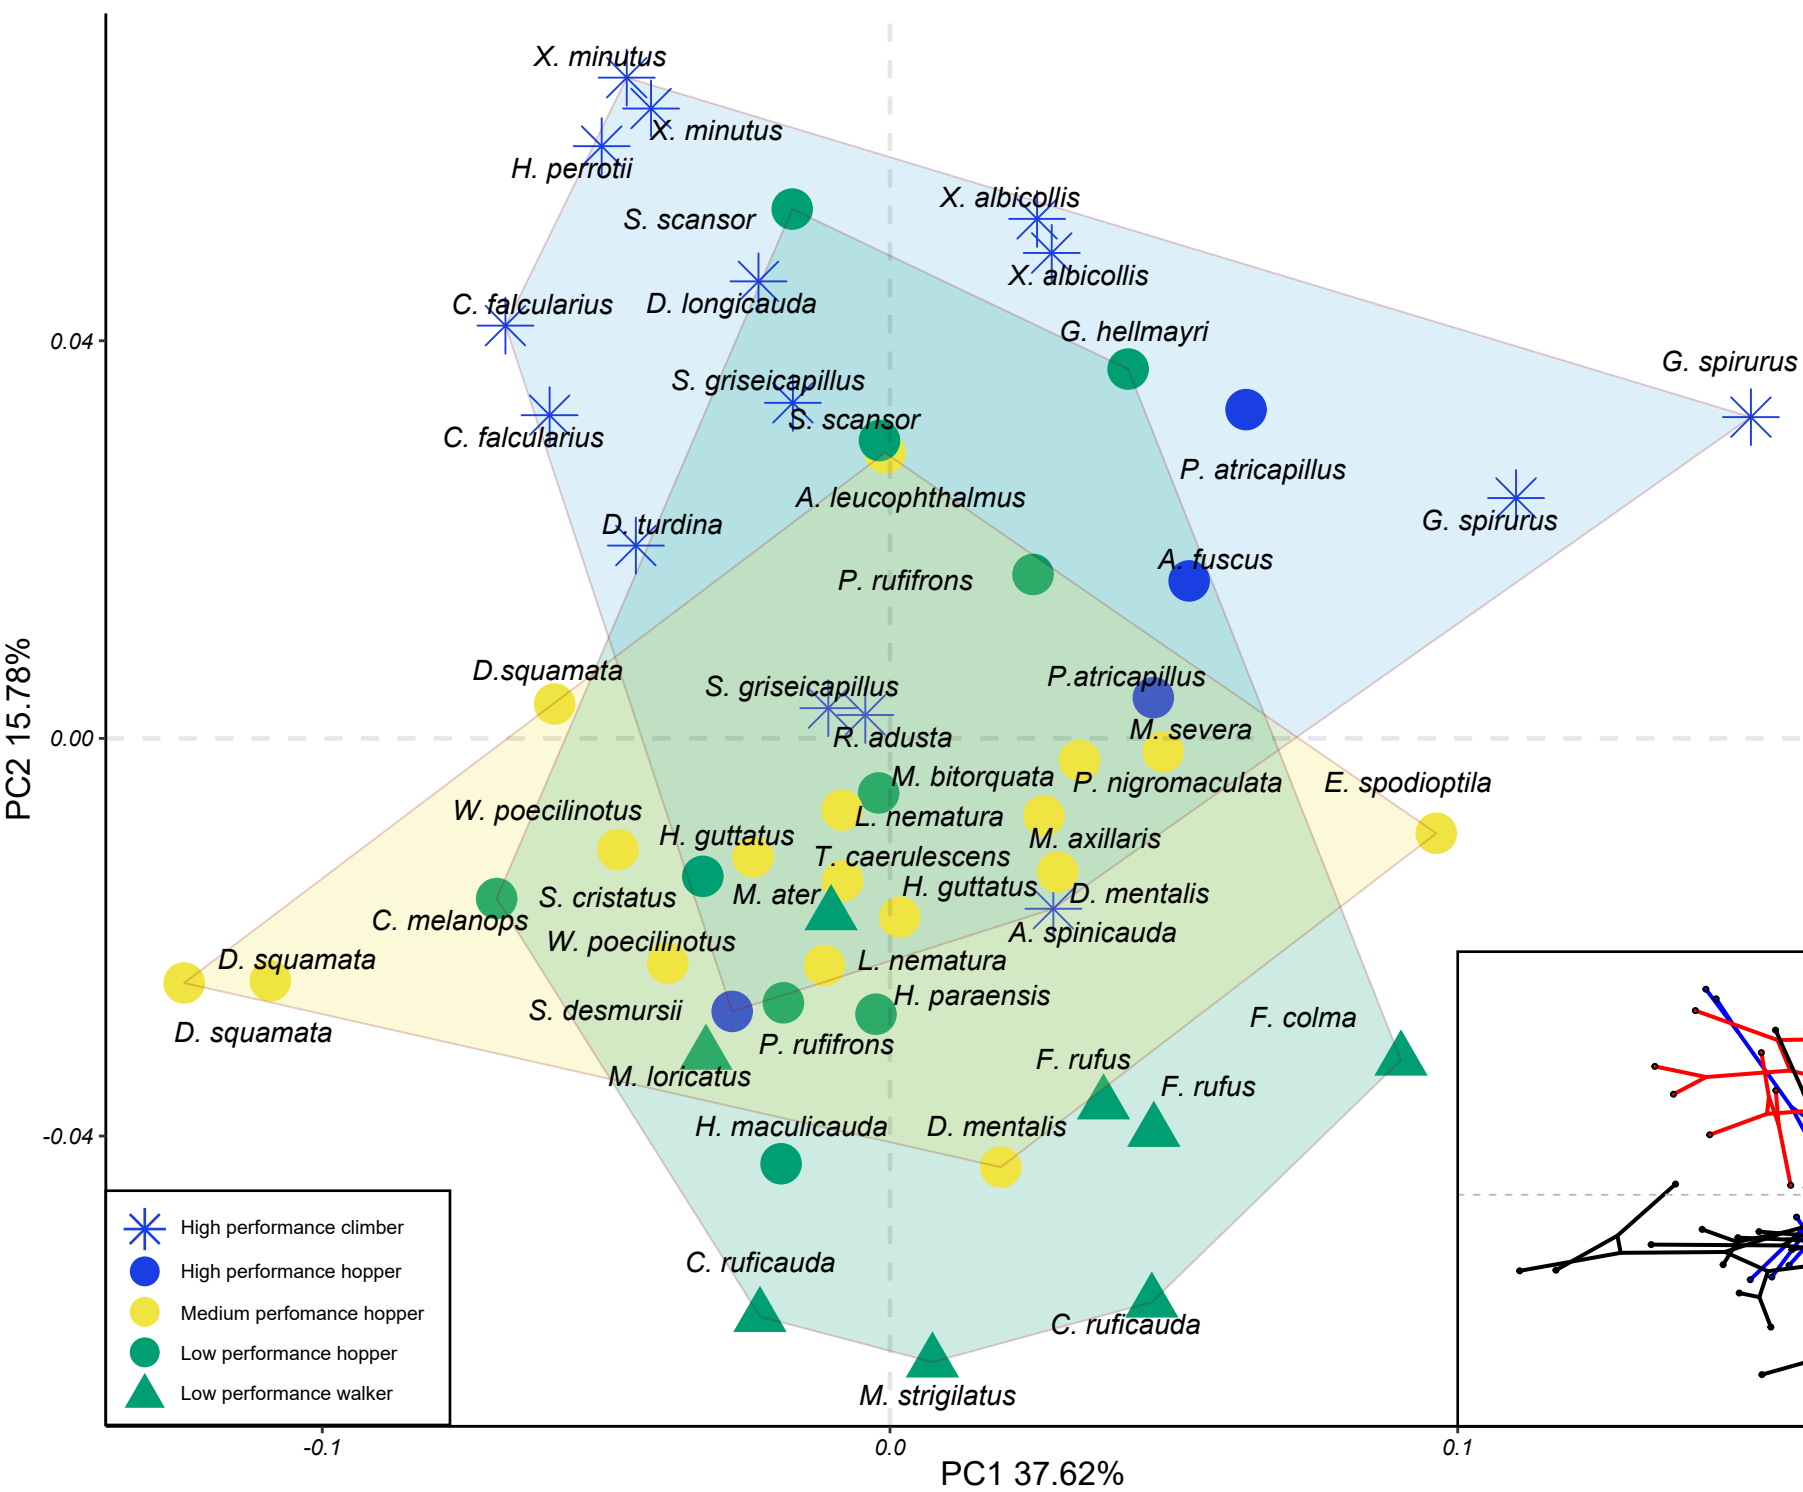 X. minutus
X. minutus
H. perrotii
X. albicollis
S. scansor
X. albicollis
C. falcularius
D. longicauda
G. hellmayri
0.04
G. spirurus
S. griseicapillus
S. scansor
C. falcularius
P. atricapillus
A. leucophthalmus
G. spirurus
D. turdina
A. fuscus
P. rufifrons
D.squamata
P.atricapillus
S. griseicapillus
M. severa
R. adusta
0.00
PC2 15.78%
M. bitorquata
P. nigromaculata
E. spodioptila
W. poecilinotus
L. nematura
H. guttatus
M. axillaris
T. caerulescens
H. guttatus
M. ater
D. mentalis
S. cristatus
C. melanops
A. spinicauda
W. poecilinotus
D. squamata
L. nematura
H. paraensis
S. desmursii
F. colma
D. squamata
P. rufifrons
F. rufus
M. loricatus
F. rufus
H. maculicauda
D. mentalis
-0.04
C. ruficauda
C. ruficauda
M. strigilatus
High performance climber
High performance hopper
Medium perfomance hopper
Low performance hopper
Low performance walker
-0.1
0.0
0.1
PC1 37.62%